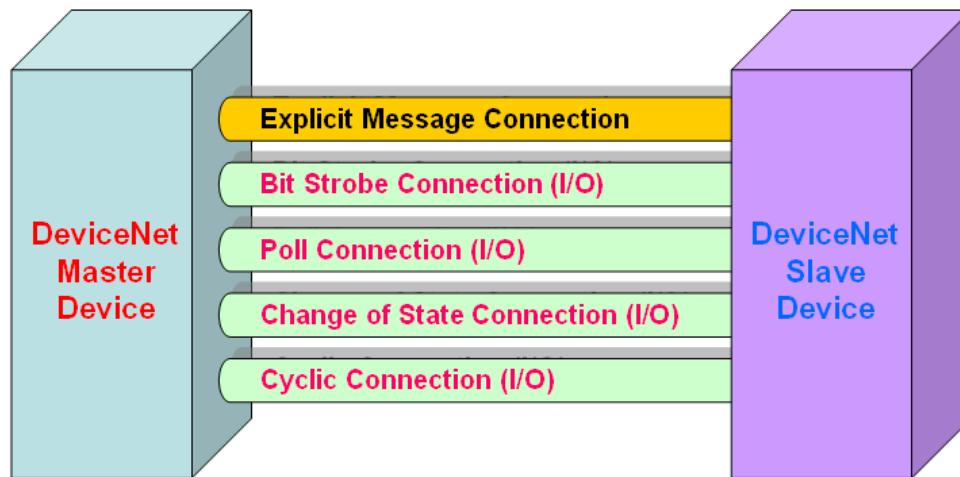 Explicit Message Connection
Bit Strobe Connection (I/O)
DeviceNet
Master
Device
Poll Connection (I/O)
DeviceNet
Slave
Device
Change of State Connection (I/O)
Cyclic Connection (I/O)